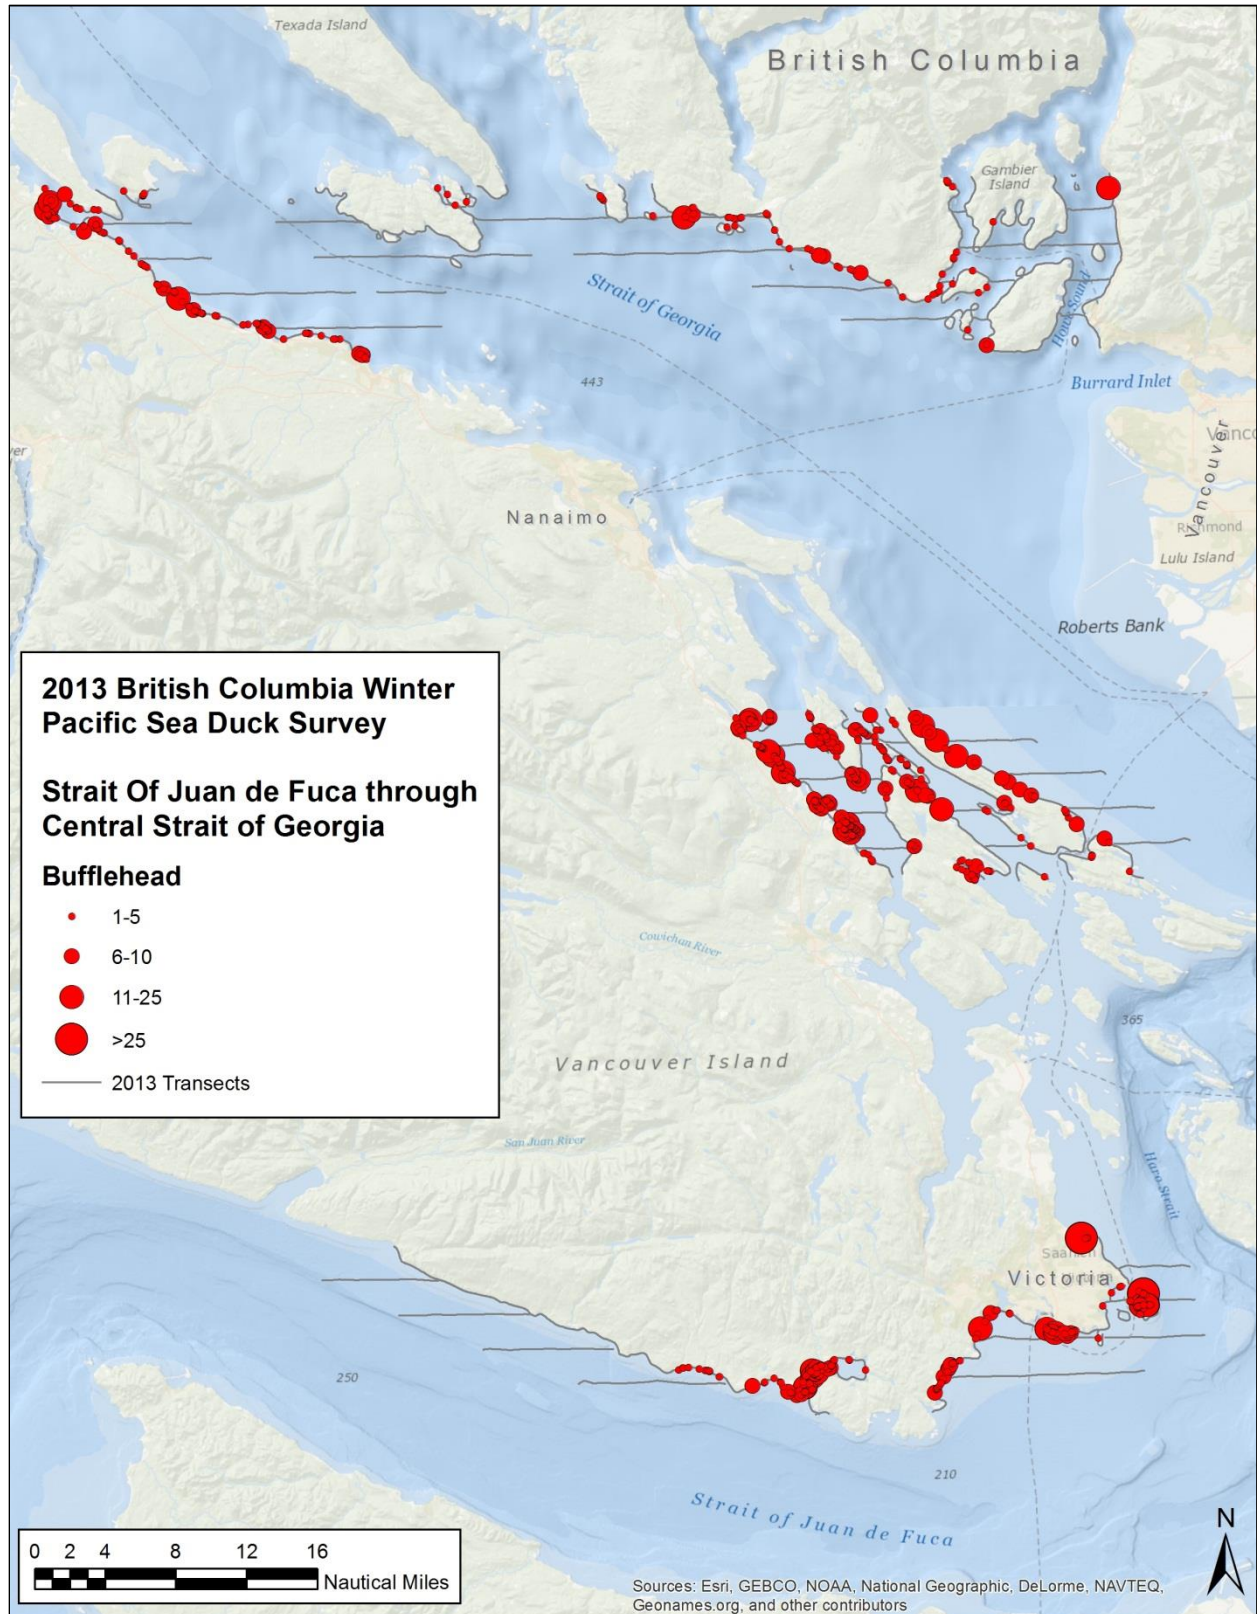 Texada Island
British Columbia
Gambier
Island
Strait of Georgia
Howe Sound
443
Burrard Inlet
Vancouver
Nanaimo
Richmond
Lulu Island
Roberts Bank
2013 British Columbia Winter
Pacific Sea Duck Survey
Strait Of Juan de Fuca through
Central Strait of Georgia
Bufflehead
1-5
6-10
11-25
>25
2013 Transects
Cowichan River
365
Vancouver Island
San Juan River
Haro Strait
Victoria
250
210
Strait of Juan de Fuca
N
0 2 4 8 12 16
Nautical Miles
Sources: Esri, GEBCO, NOAA, National Geographic, DeLorme, NAVTEQ,
Geonames.org, and other contributors